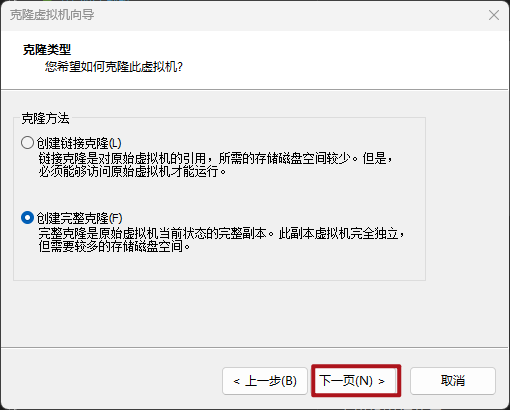 克隆虚拟机向导
克隆类型
您希望如何克隆此虚拟机?
克隆方法
创建链接克隆(L)
链接克隆是对原始虚拟机的引用，所需的存储磁盘空间较少。但是，
必须能够访问原始虚拟机才能运行。
创建完整克隆(F)
完整克隆是原始虚拟机当前状态的完整副本。此副本虚拟机完全独立，
但需要较多的存储磁盘空间。
< 上一步(B) 下一页(N) > 取消